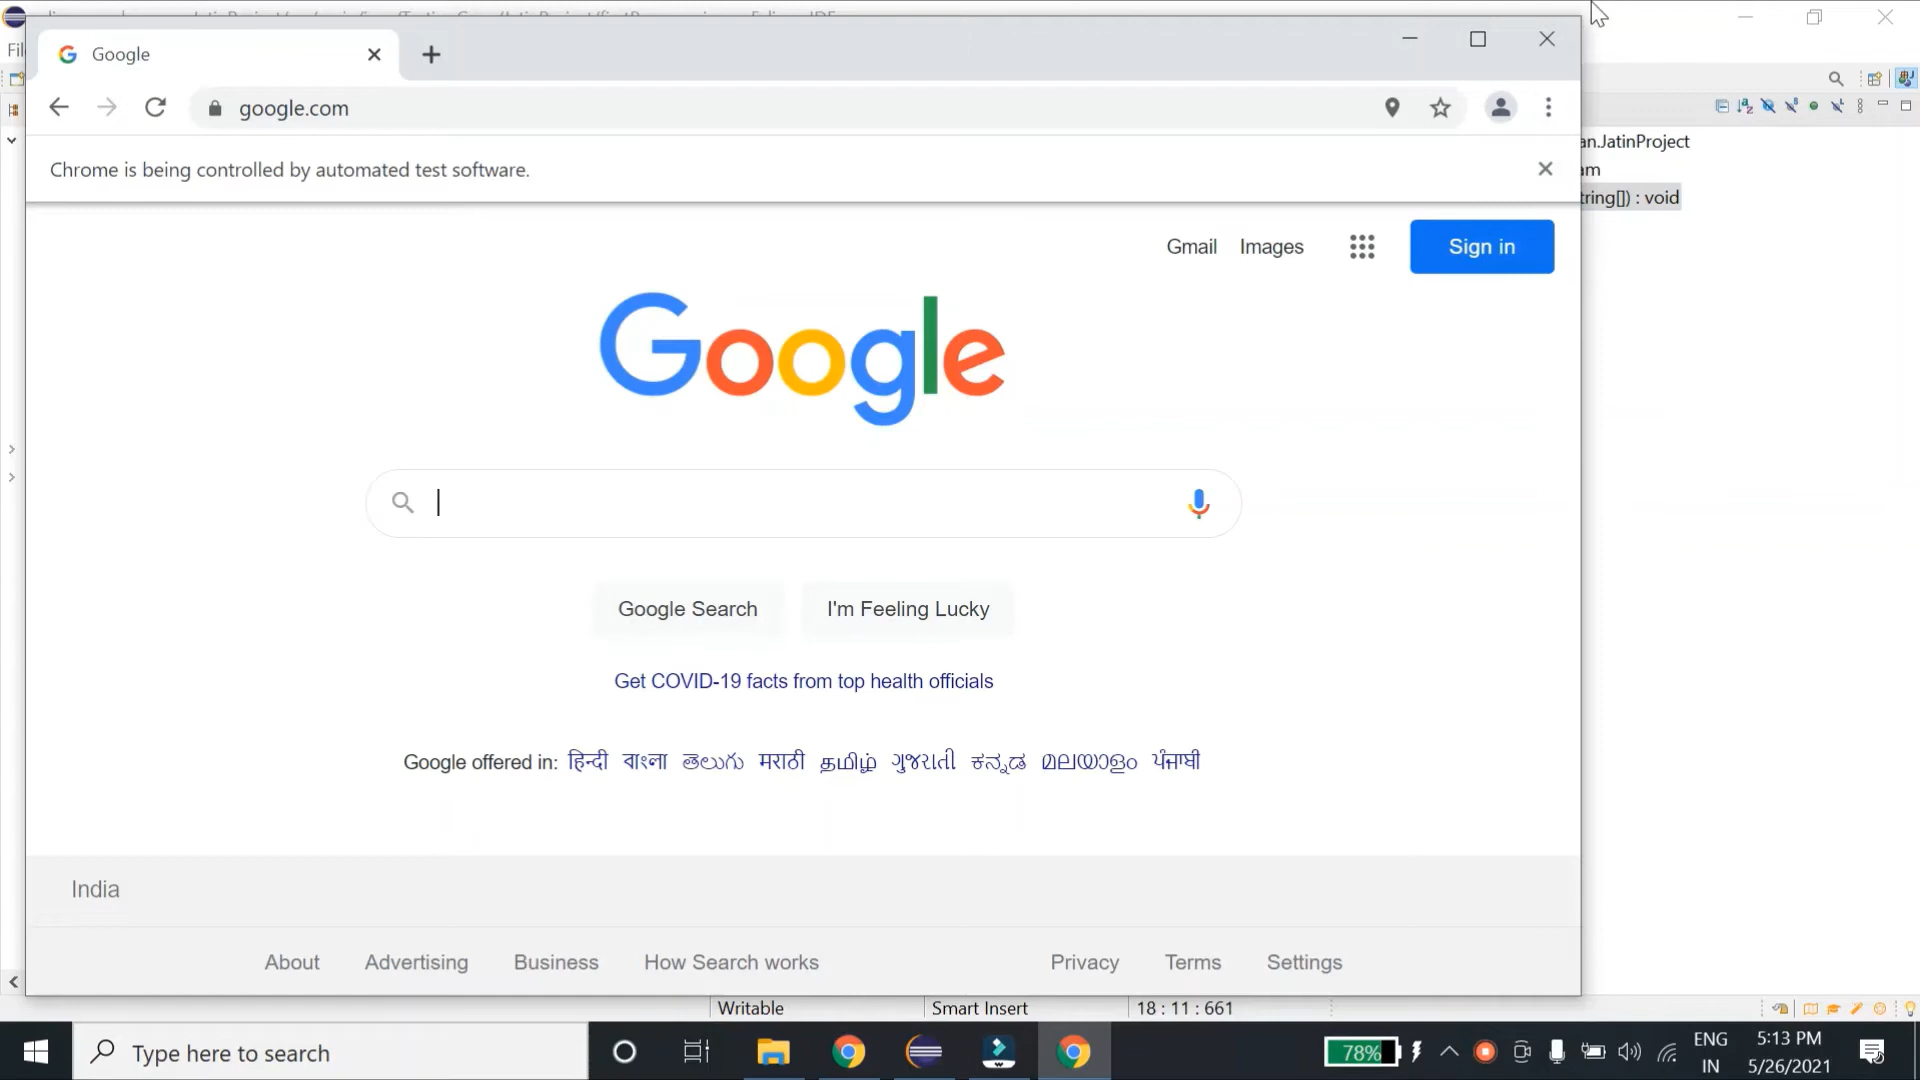 Google
google.com
Chrome is being controlled by automated test software.
an.JatinProject
am
tring[]) : void
Gmail Images Sign in
Google
Google Search I'm Feeling Lucky
Get COVID-19 facts from top health officials
Google offered in: हिन्दी বাংলা తెలుగు मराठी தமிழ் ગુજરાતી ಕನ್ನಡ മലയാളം ਪੰਜਾਬੀ
India
About Advertising Business How Search works Privacy Terms Settings
Writable Smart Insert 18 : 11 : 661
Type here to search 78% ENG IN 5:13 PM 5/26/2021